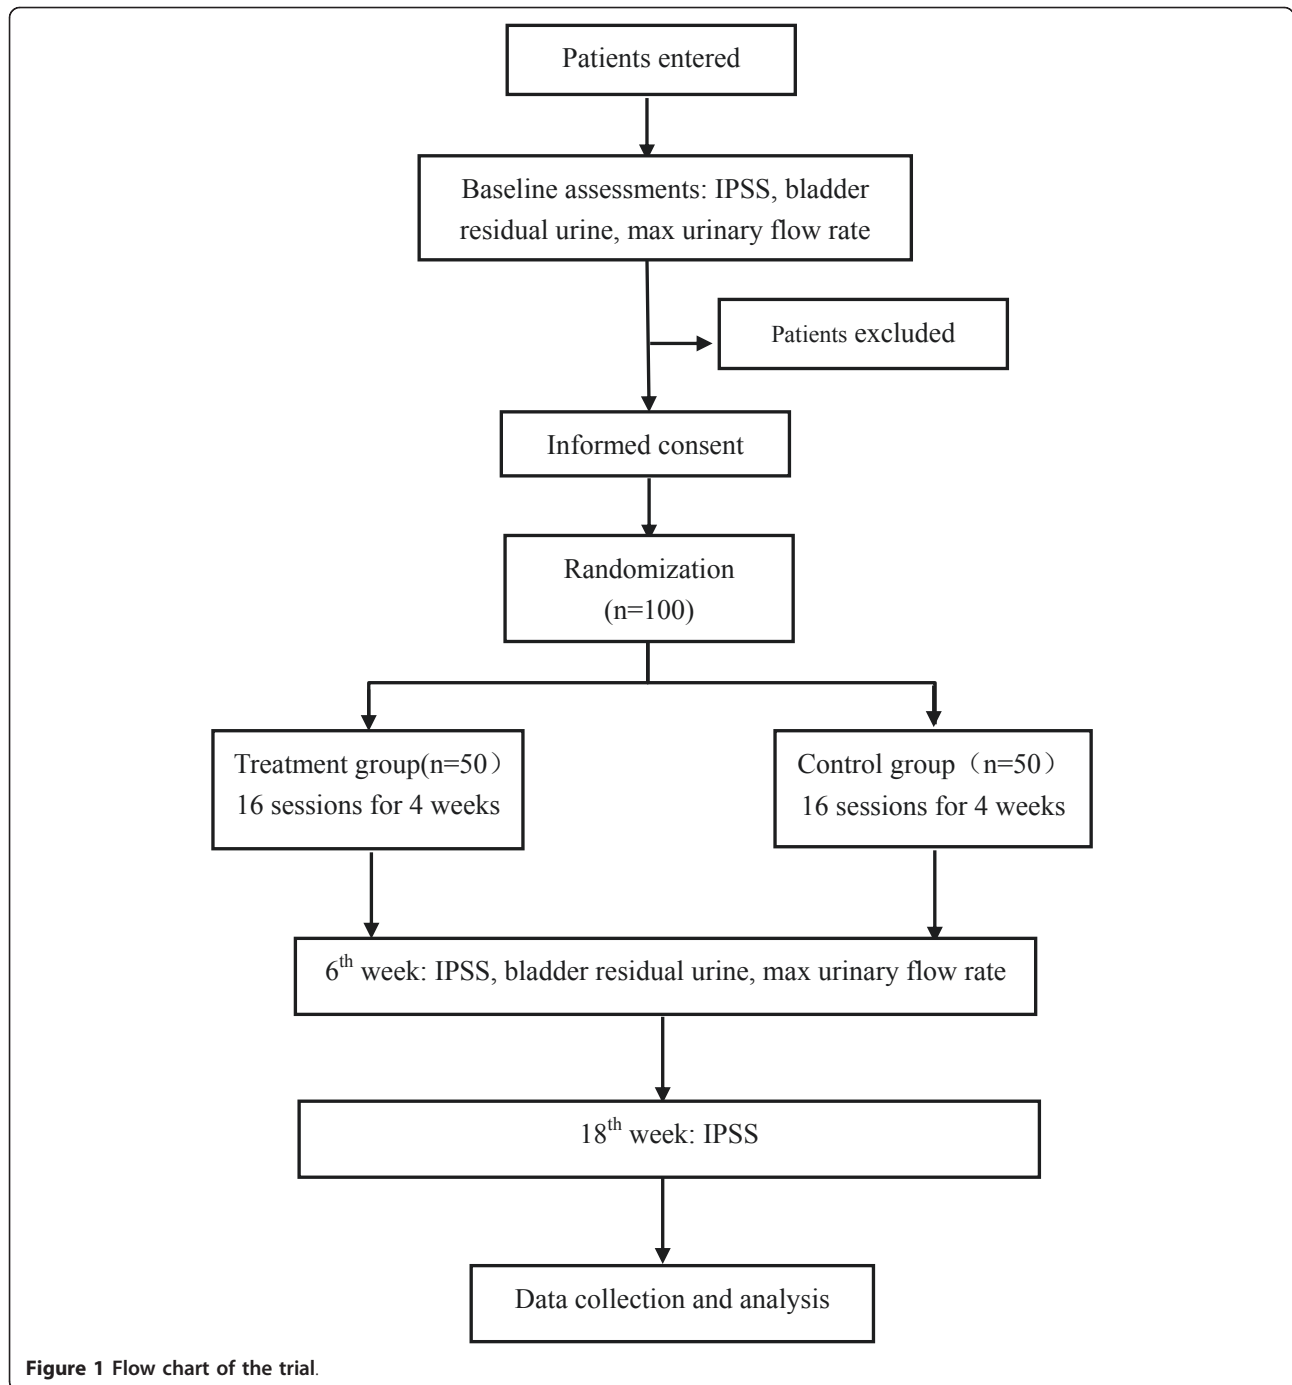 Patients entered
Baseline assessments: IPSS, bladder
residual urine, max urinary flow rate
Patients excluded
Informed consent
Randomization
(n=100)
Treatment group(n=50）
16 sessions for 4 weeks
Control group（n=50）
16 sessions for 4 weeks
6th week: IPSS, bladder residual urine, max urinary flow rate
18th week: IPSS
Data collection and analysis
Figure 1 Flow chart of the trial.